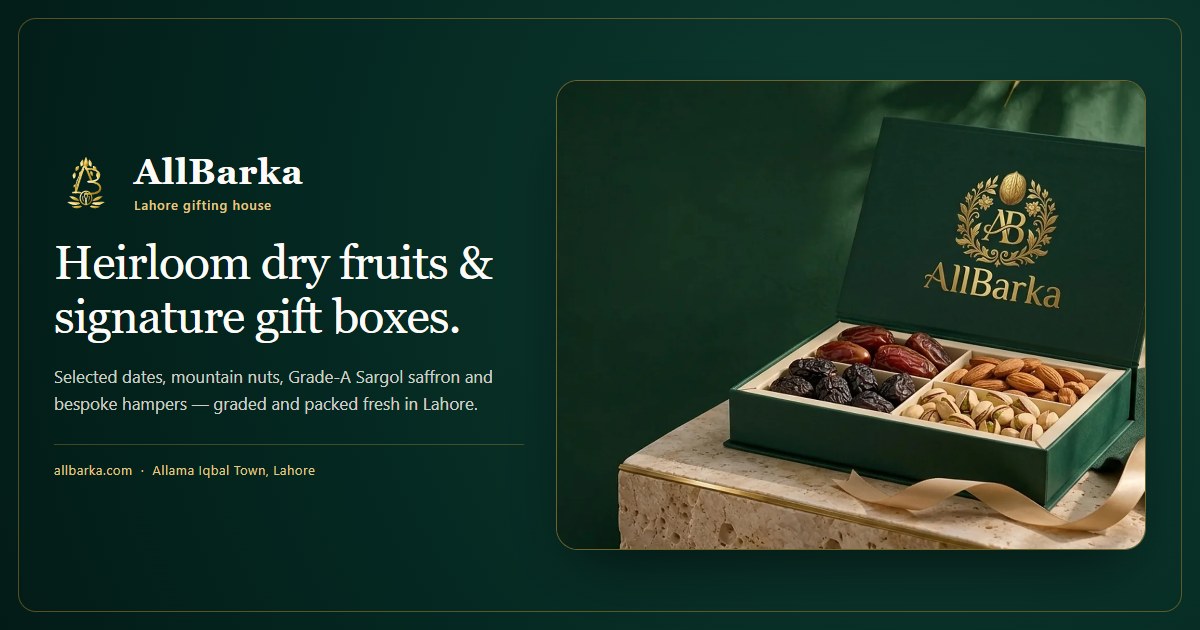 AllBarka
Lahore gifting house
Heirloom dry fruits &
signature gift boxes.
Selected dates, mountain nuts, Grade-A Sargol saffron and
bespoke hampers — graded and packed fresh in Lahore.
allbarka.com · Allama Iqbal Town, Lahore
AB
AllBarka